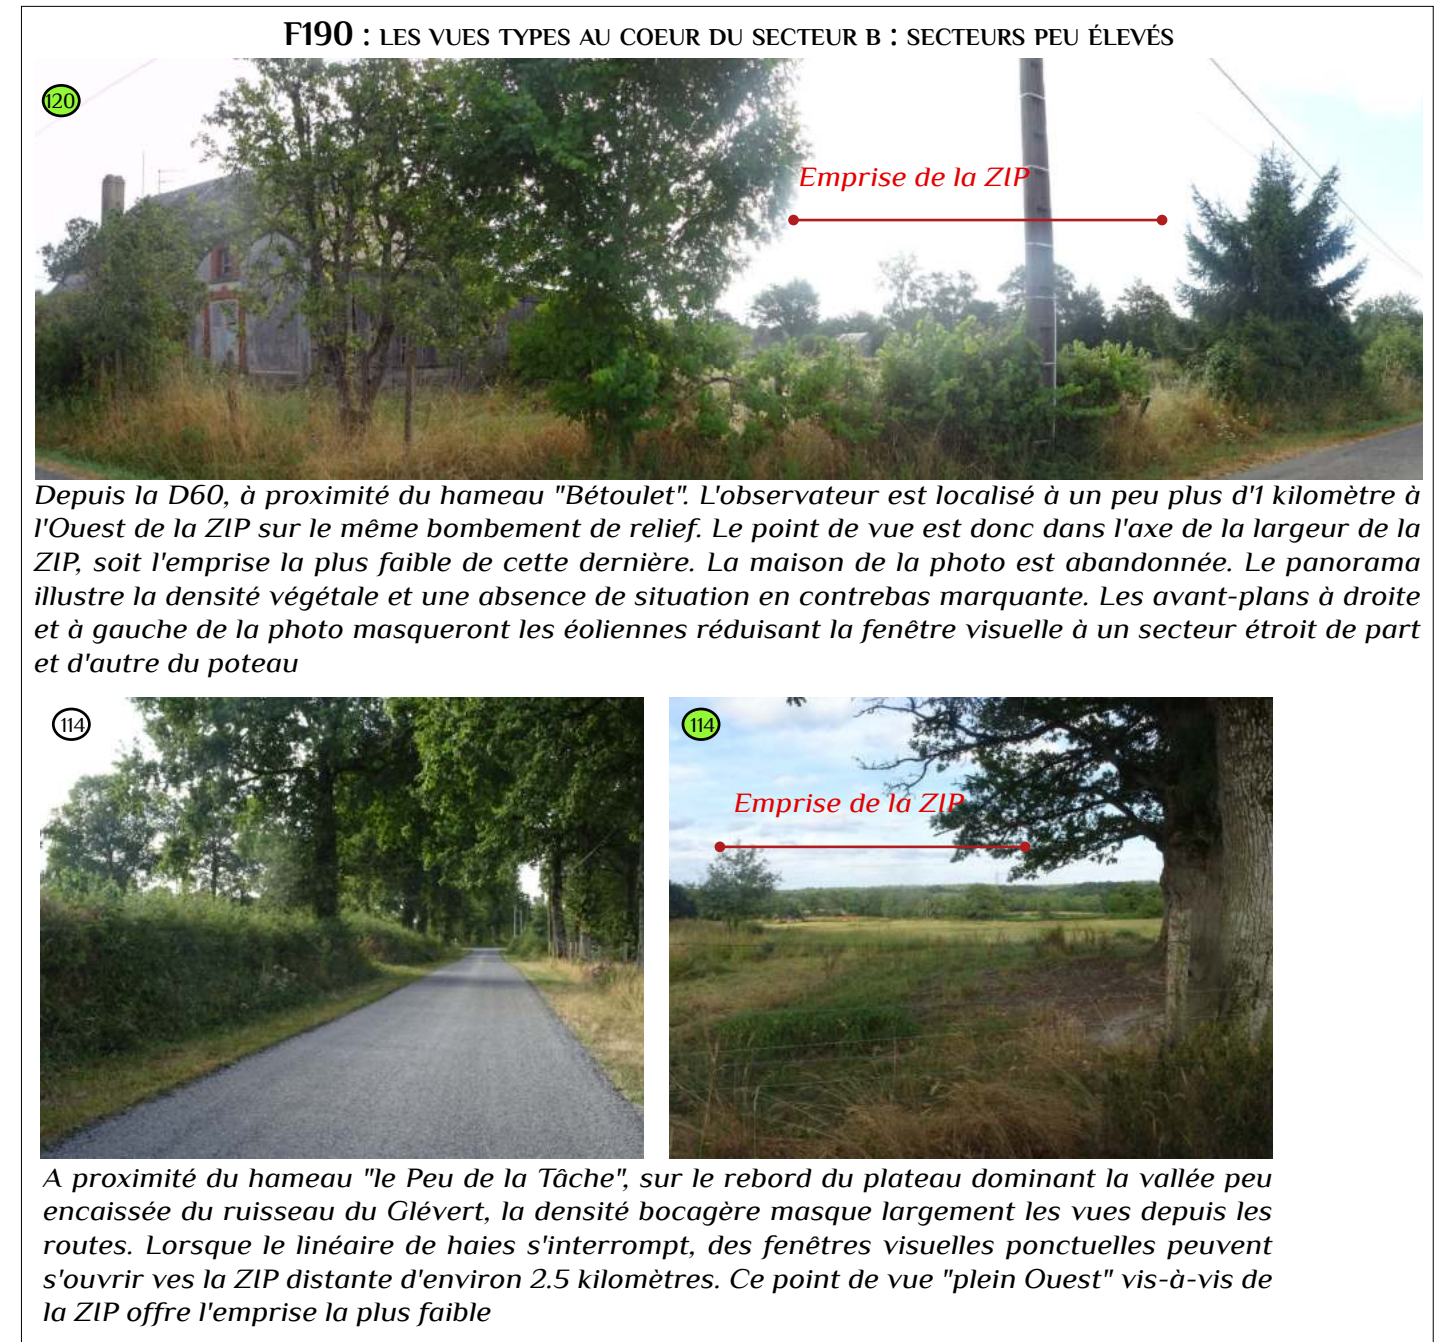 F190 : LES VUES TYPES AU COEUR DU SECTEUR B : SECTEURS PEU ÉLEVÉS
120
Emprise de la ZIP
Depuis la D60, à proximité du hameau "Bétoulet". L'observateur est localisé à un peu plus d'1 kilomètre à
l'Ouest de la ZIP sur le même bombement de relief. Le point de vue est donc dans l'axe de la largeur de la
ZIP, soit l'emprise la plus faible de cette dernière. La maison de la photo est abandonnée. Le panorama
illustre la densité végétale et une absence de situation en contrebas marquante. Les avant-plans à droite
et à gauche de la photo masqueront les éoliennes réduisant la fenêtre visuelle à un secteur étroit de part
et d'autre du poteau
114
114
Emprise de la ZIP
A proximité du hameau "le Peu de la Tâche", sur le rebord du plateau dominant la vallée peu
encaissée du ruisseau du Glévert, la densité bocagère masque largement les vues depuis les
routes. Lorsque le linéaire de haies s'interrompt, des fenêtres visuelles ponctuelles peuvent
s'ouvrir ves la ZIP distante d'environ 2.5 kilomètres. Ce point de vue "plein Ouest" vis-à-vis de
la ZIP offre l'emprise la plus faible